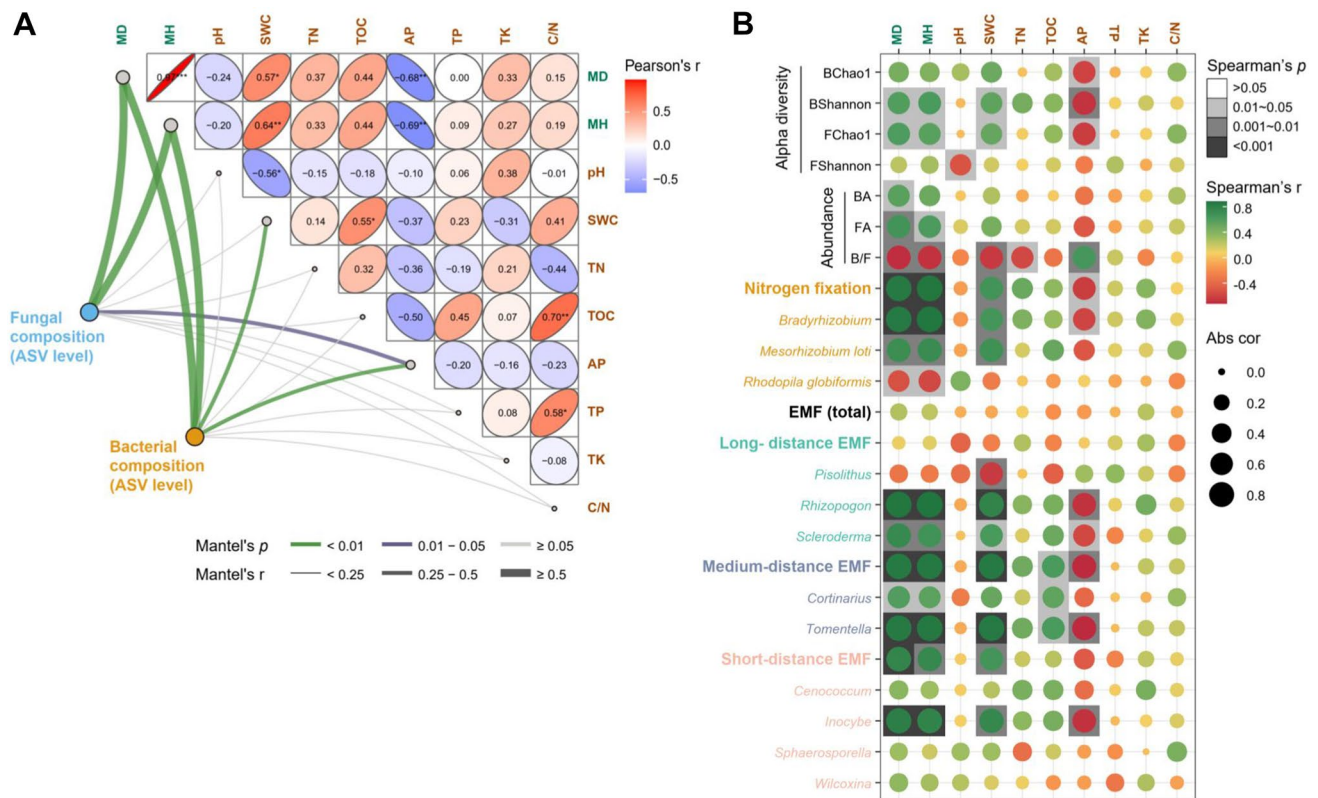 A
MD MH pH SWC TN TOC AP TP TK C/N
0.97*** −0.24 0.57* 0.37 0.44 −0.68** 0.00 0.33 0.15 MD
−0.20 0.64** 0.33 0.44 −0.69** 0.09 0.27 0.19 MH
−0.56* −0.15 −0.18 −0.10 0.06 0.38 −0.01 pH
0.14 0.55* −0.37 0.23 −0.31 0.41 SWC
0.32 −0.36 −0.19 0.21 −0.44 TN
−0.50 0.45 0.07 0.70** TOC
−0.20 −0.16 −0.23 AP
0.08 0.58* TP
−0.08 TK
C/N
Pearson's r
0.5
0.0
−0.5
Fungal
composition
(ASV level)
Bacterial
composition
(ASV level)
Mantel's p < 0.01 0.01 − 0.05 ≥ 0.05
Mantel's r < 0.25 0.25 − 0.5 ≥ 0.5
B
MD MH pH SWC TN TOC AP TP TK C/N
Alpha diversity
BChao1
BShannon
FChao1
FShannon
Abundance
BA
FA
B/F
Nitrogen fixation
Bradyrhizobium
Mesorhizobium loti
Rhodopila globiformis
EMF (total)
Long- distance EMF
Pisolithus
Rhizopogon
Scleroderma
Medium-distance EMF
Cortinarius
Tomentella
Short-distance EMF
Cenococcum
Inocybe
Sphaerosporella
Wilcoxina
Spearman's p
>0.05
0.01~0.05
0.001~0.01
<0.001
Spearman's r
0.8
0.4
0.0
-0.4
Abs cor
0.0
0.2
0.4
0.6
0.8